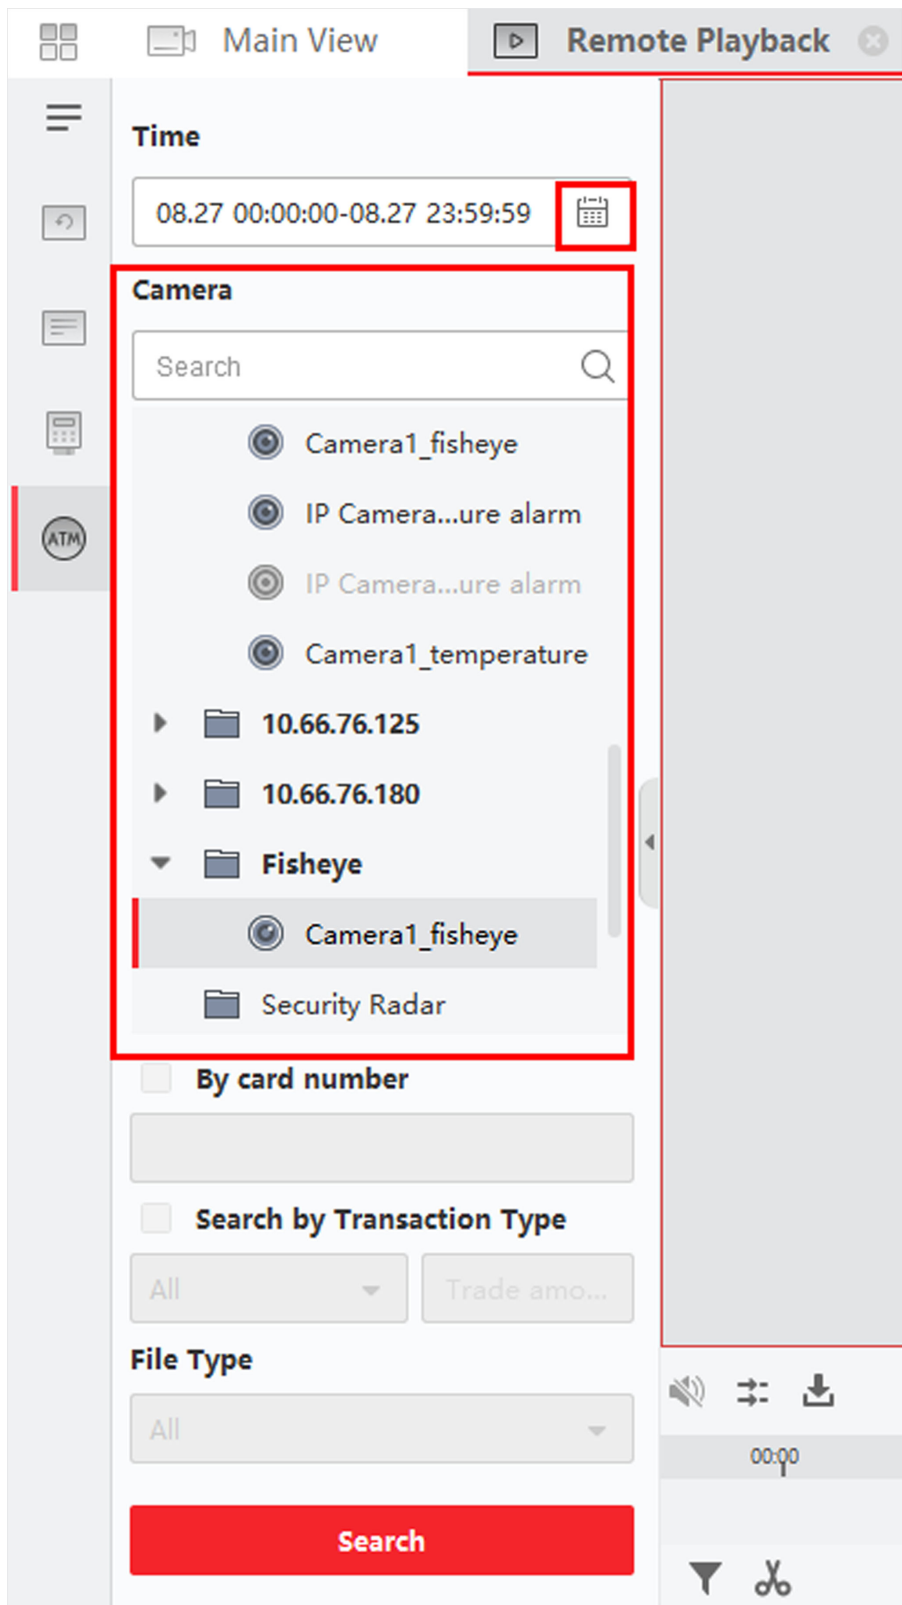 Main View
Remote Playback
Time
08.27 00:00:00-08.27 23:59:59
Camera
Search
Camera1_fisheye
IP Camera...ure alarm
IP Camera...ure alarm
ATM
Camera1_temperature
10.66.76.125
10.66.76.180
Fisheye
Camera1_fisheye
Security Radar
By card number
Search by Transaction Type
All
Trade amo...
File Type
All
00:00
Search